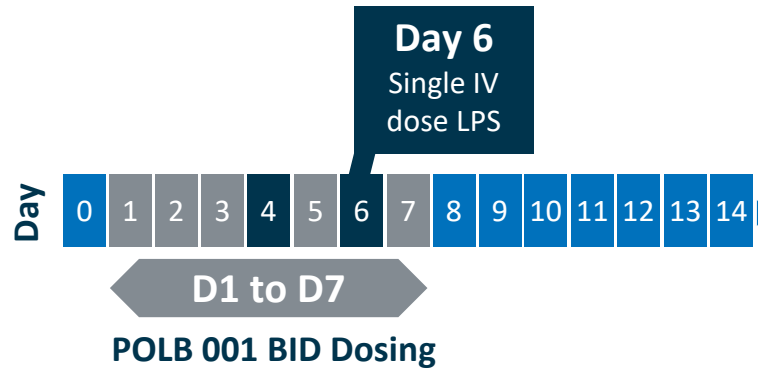 Day 6
Single IV
dose LPS
Day
0 1 2 3 4 5 6 7 8 9 10 11 12 13 14
D1 to D7
POLB 001 BID Dosing